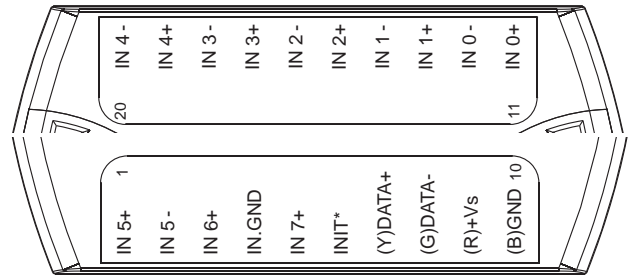 IN 4 -
IN 4+
IN 3 -
IN 3+
IN 2 -
IN 2+
IN 1 -
IN 1+
IN 0 -
IN 0+
20
11
1
10
IN 5+
IN 5 -
IN 6+
IN.GND
IN 7+
INIT*
(Y)DATA+
(G)DATA-
(R)+Vs
(B)GND